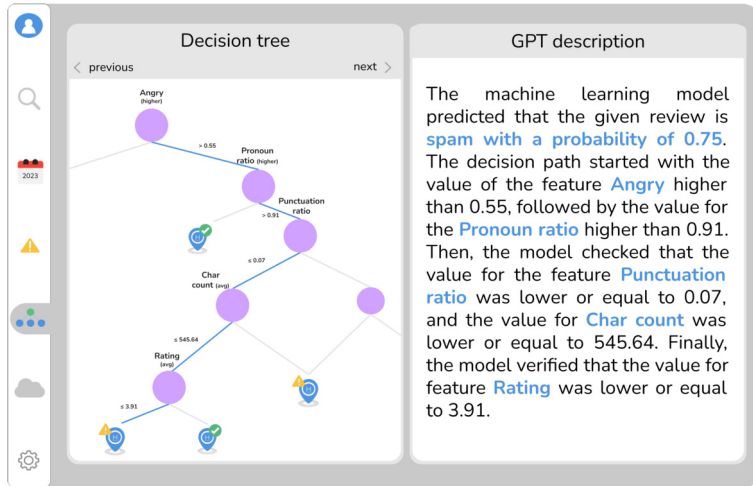 Decision tree
GPT description
previous
next
2023
Angry
(higher)
> 0.55
Pronoun
ratio (higher)
> 0.91
Punctuation
ratio
≤ 0.07
Char
count (avg)
≤ 545.64
Rating
(avg)
≤ 3.91
H
H
H
H
The machine learning model
predicted that the given review is
spam with a probability of 0.75.
The decision path started with the
value of the feature Angry higher
than 0.55, followed by the value for
the Pronoun ratio higher than 0.91.
Then, the model checked that the
value for the feature Punctuation
ratio was lower or equal to 0.07,
and the value for Char count was
lower or equal to 545.64. Finally,
the model verified that the value for
feature Rating was lower or equal
to 3.91.